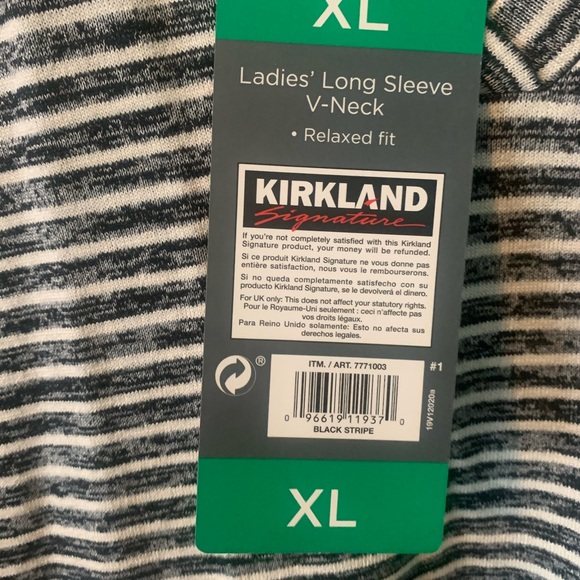 XL
Ladies' Long Sleeve
V-Neck
• Relaxed fit
KIRKLAND
Signature
If you're not completely satisfied with this Kirkland
Signature product, your money will be refunded.
Si ce produit Kirkland Signature ne vous donne pas
entière satisfaction, nous vous le rembourserons.
Si no queda completamente satisfecho con su
producto Kirkland Signature, se le devolverá el dinero.
For UK only: This does not affect your statutory rights.
Pour le Royaume-Uni seulement : ceci n'affecte pas
vos droits légaux.
Para Reino Unido solamente: Esto no afecta sus
derechos legales.
®
ITM. / ART. 7771003
#1
0 96619 11937 0
BLACK STRIPE
19V12020a
XL